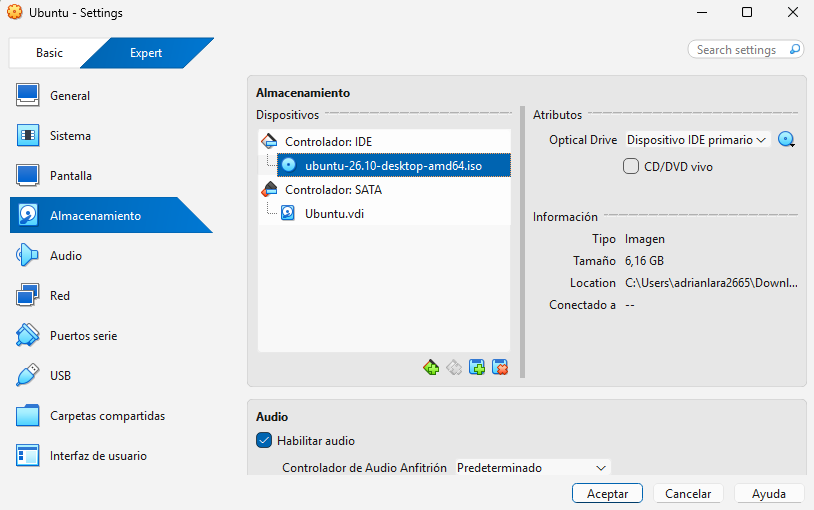 Ubuntu - Settings
Basic
Expert
Search settings
General
Sistema
Pantalla
Almacenamiento
Audio
Red
Puertos serie
USB
Carpetas compartidas
Interfaz de usuario
Almacenamiento
Dispositivos
Controlador: IDE
ubuntu-26.10-desktop-amd64.iso
Controlador: SATA
Ubuntu.vdi
Atributos
Optical Drive Dispositivo IDE primario
CD/DVD vivo
Información
Tipo Imagen
Tamaño 6,16 GB
Location C:\Users\adrianlara2665\Downl...
Conectado a --
Audio
Habilitar audio
Controlador de Audio Anfitrión Predeterminado
Aceptar
Cancelar
Ayuda